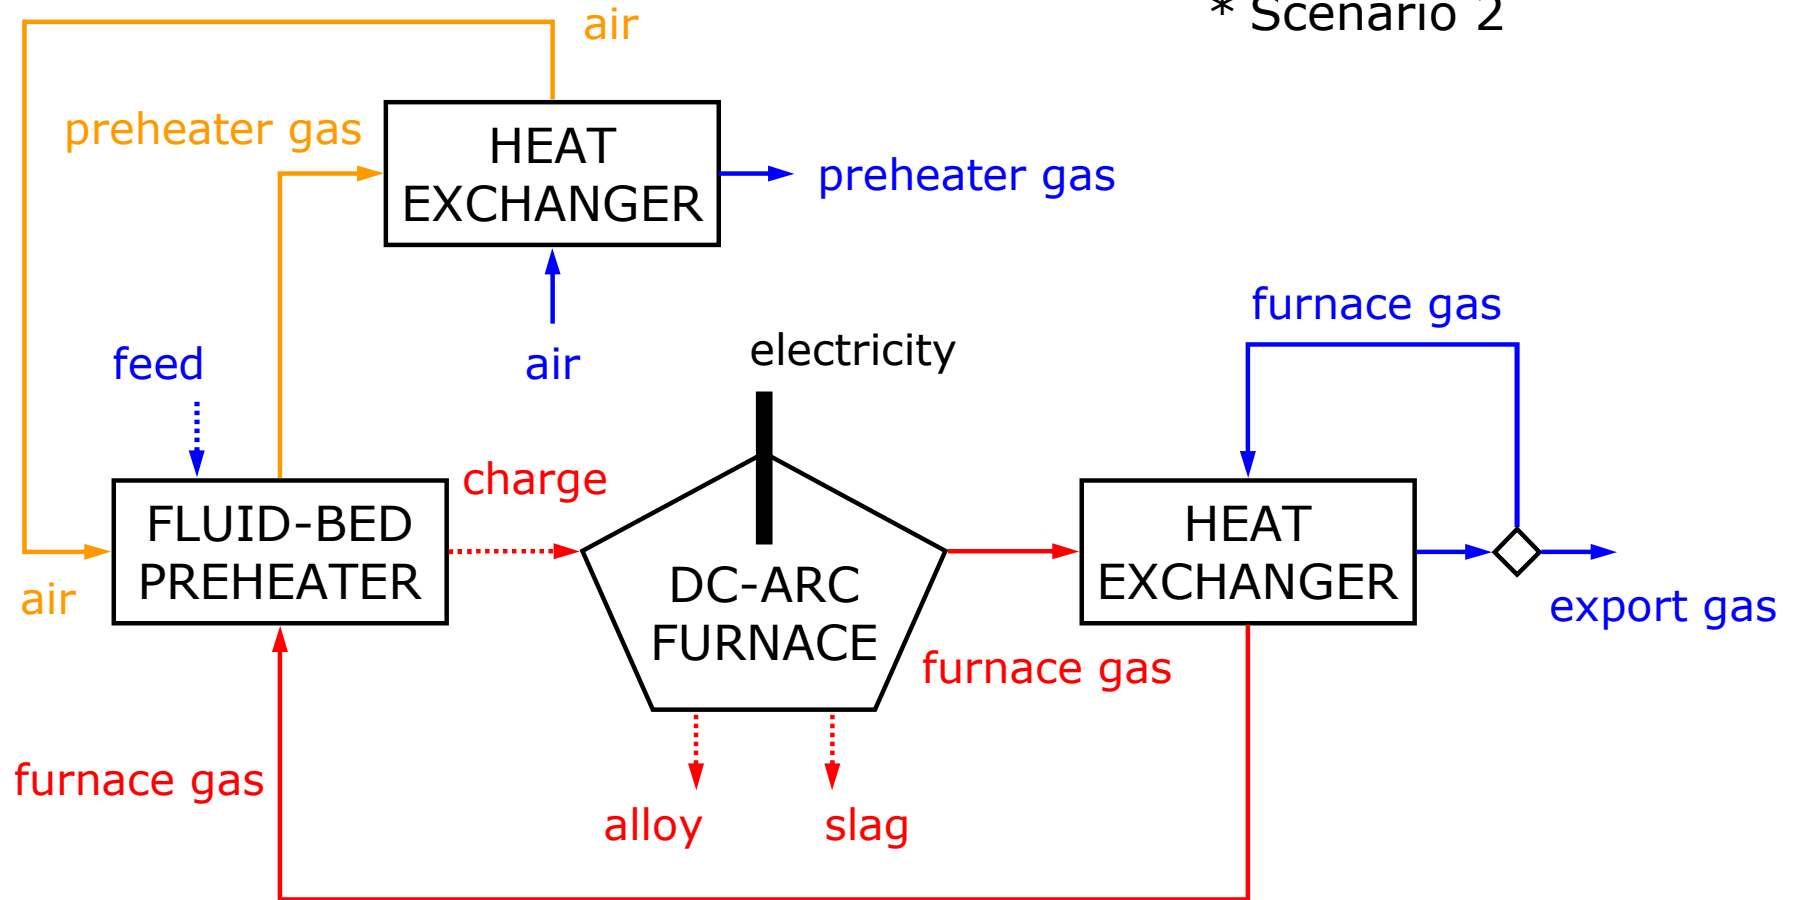 * Scenario 2
air
preheater gas
HEAT
EXCHANGER
preheater gas
air
feed
electricity
furnace gas
charge
FLUID-BED
PREHEATER
air
DC-ARC
FURNACE
HEAT
EXCHANGER
export gas
furnace gas
furnace gas
alloy
slag